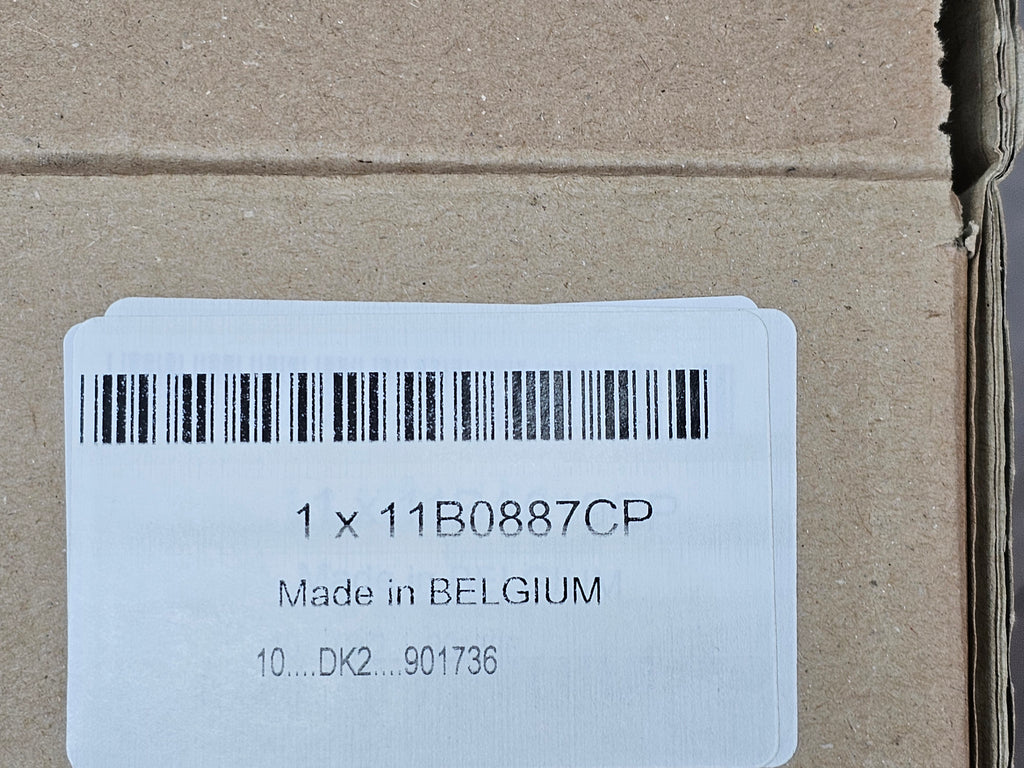 1 x 11B0887CP
Made in BELGIUM
10....DK2....901736